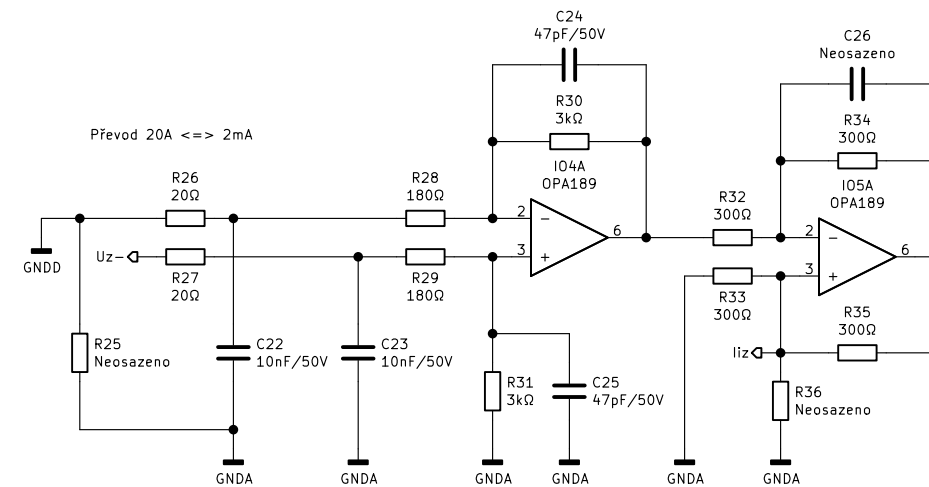 C24
47pF/50V
C26
Neosazeno
R30
3kΩ
R34
300Ω
Převod 20A <=> 2mA
IO4A
OPA189
IO5A
OPA189
R26
20Ω
R28
180Ω
R32
300Ω
2
−
6
2
−
6
3
+
3
+
GNDD
Uz-
R27
20Ω
R29
180Ω
R33
300Ω
R35
300Ω
R25
Neosazeno
C22
10nF/50V
C23
10nF/50V
Iiz
R31
3kΩ
C25
47pF/50V
R36
Neosazeno
GNDA
GNDA
GNDA
GNDA
GNDA
GNDA